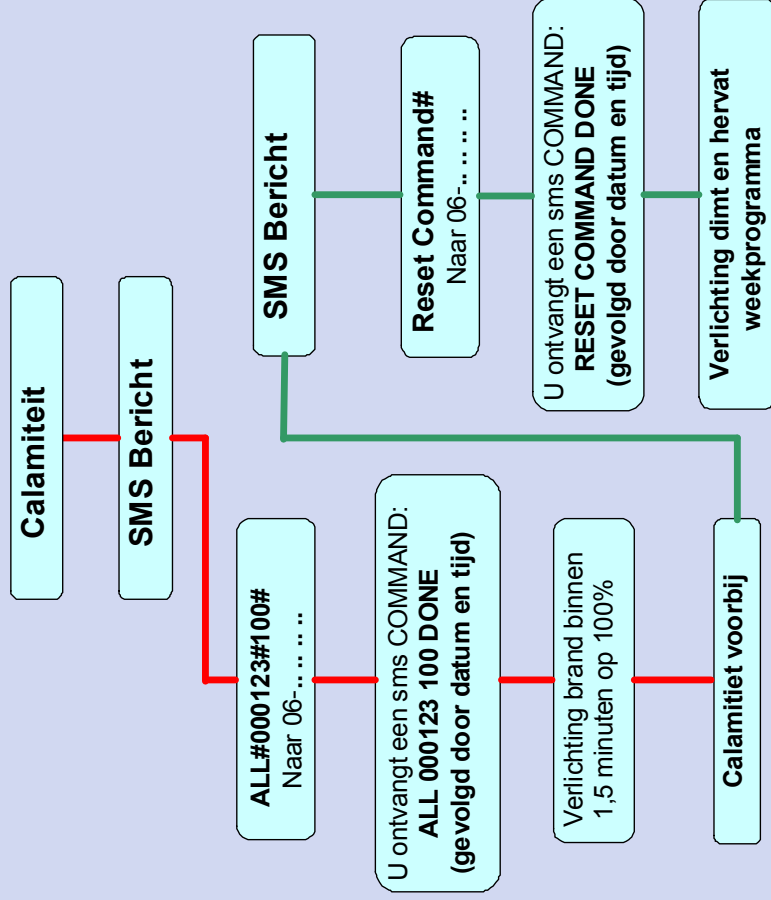 Calamiteit
SMS Bericht
ALL#000123#100#
Naar 06-.. .. .. ..
U ontvangt een sms COMMAND:
ALL 000123 100 DONE
(gevolgd door datum en tijd)
Verlichting brand binnen
1,5 minuten op 100%
Calamitiet voorbij
SMS Bericht
Reset Command#
Naar 06-.. .. .. ..
U ontvangt een sms COMMAND:
RESET COMMAND DONE
(gevolgd door datum en tijd)
Verlichting dimt en hervat
weekprogramma